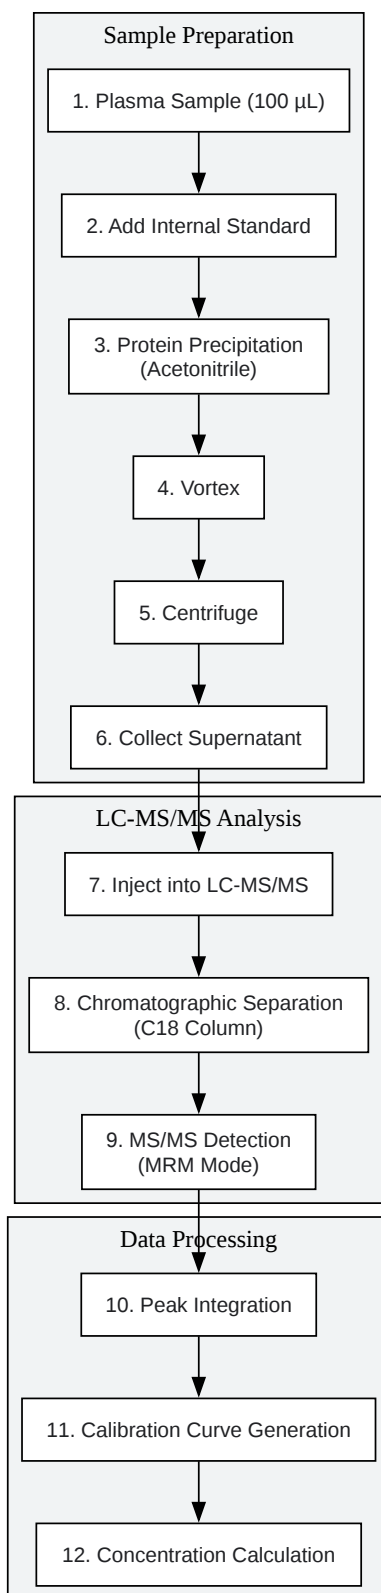 Sample Preparation
1. Plasma Sample (100 µL)
2. Add Internal Standard
3. Protein Precipitation
(Acetonitrile)
4. Vortex
5. Centrifuge
6. Collect Supernatant
LC-MS/MS Analysis
7. Inject into LC-MS/MS
8. Chromatographic Separation
(C18 Column)
9. MS/MS Detection
(MRM Mode)
Data Processing
10. Peak Integration
11. Calibration Curve Generation
12. Concentration Calculation